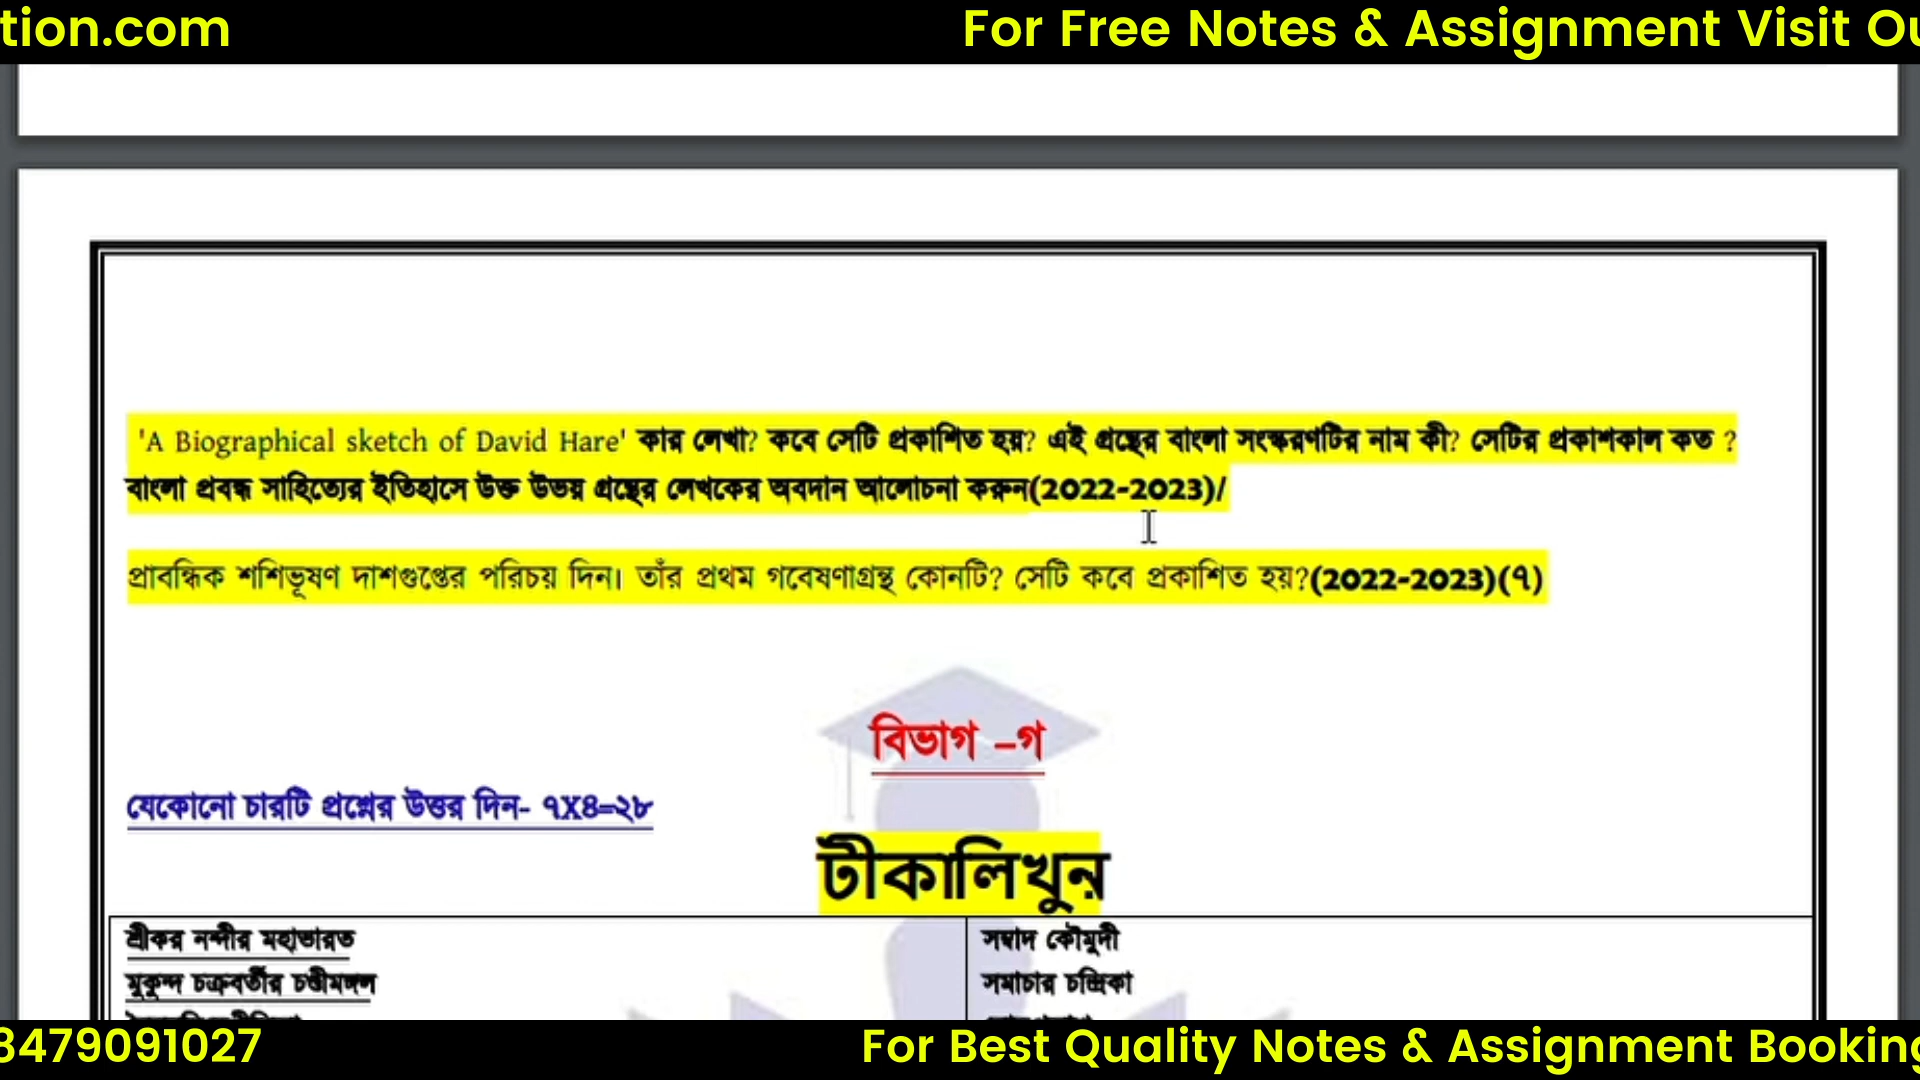 tion.com For Free Notes & Assignment Visit Ou
'A Biographical sketch of David Hare' কার লেখা? কবে সেটি প্রকাশিত হয়? এই গ্রন্থের বাংলা সংস্করণটির নাম কী? সেটির প্রকাশকাল কত ?
বাংলা প্রবন্ধ সাহিত্যের ইতিহাসে উক্ত উভয় গ্রন্থের লেখকের অবদান আলোচনা করুন(2022-2023)/
প্রাবন্ধিক শশিভূষণ দাশগুপ্তের পরিচয় দিন। তাঁর প্রথম গবেষণাগ্রন্থ কোনটি? সেটি কবে প্রকাশিত হয়?(2022-2023)(৭)
বিভাগ –গ
যেকোনো চারটি প্রশ্নের উত্তর দিন- ৭X৪=২৮
টীকালিখুন
শ্রীকর নন্দীর মহাভারত
মুকুন্দ চক্রবর্তীর চণ্ডীমঙ্গল
সম্বাদ কৌমুদী
সমাচার চন্দ্রিকা
8479091027 For Best Quality Notes & Assignment Booking